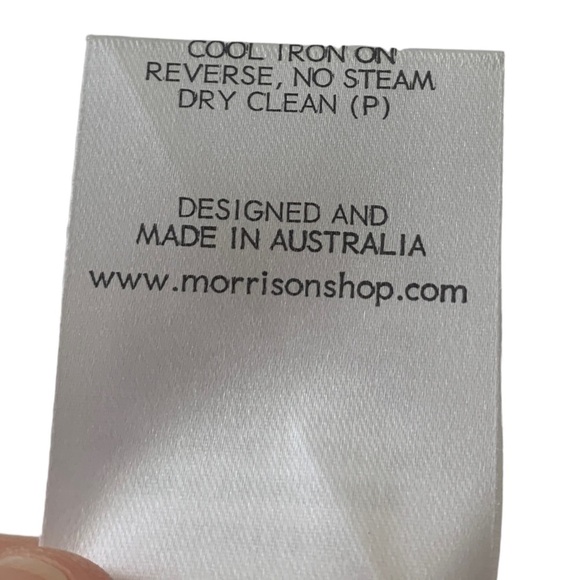 COOL IRON ON
REVERSE, NO STEAM
DRY CLEAN (P)
DESIGNED AND
MADE IN AUSTRALIA
www.morrisonshop.com